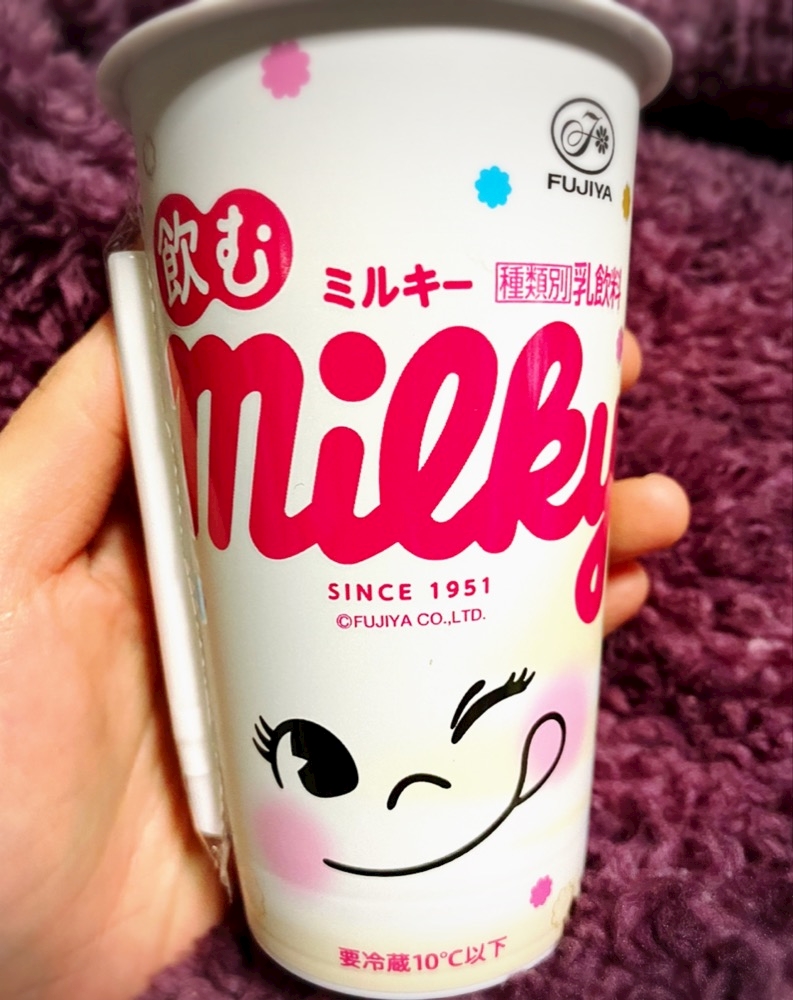 FUJIYA
飲む
ミルキー 種類別 乳飲料
milky
SINCE 1951
©FUJIYA CO.,LTD.
要冷蔵10℃以下